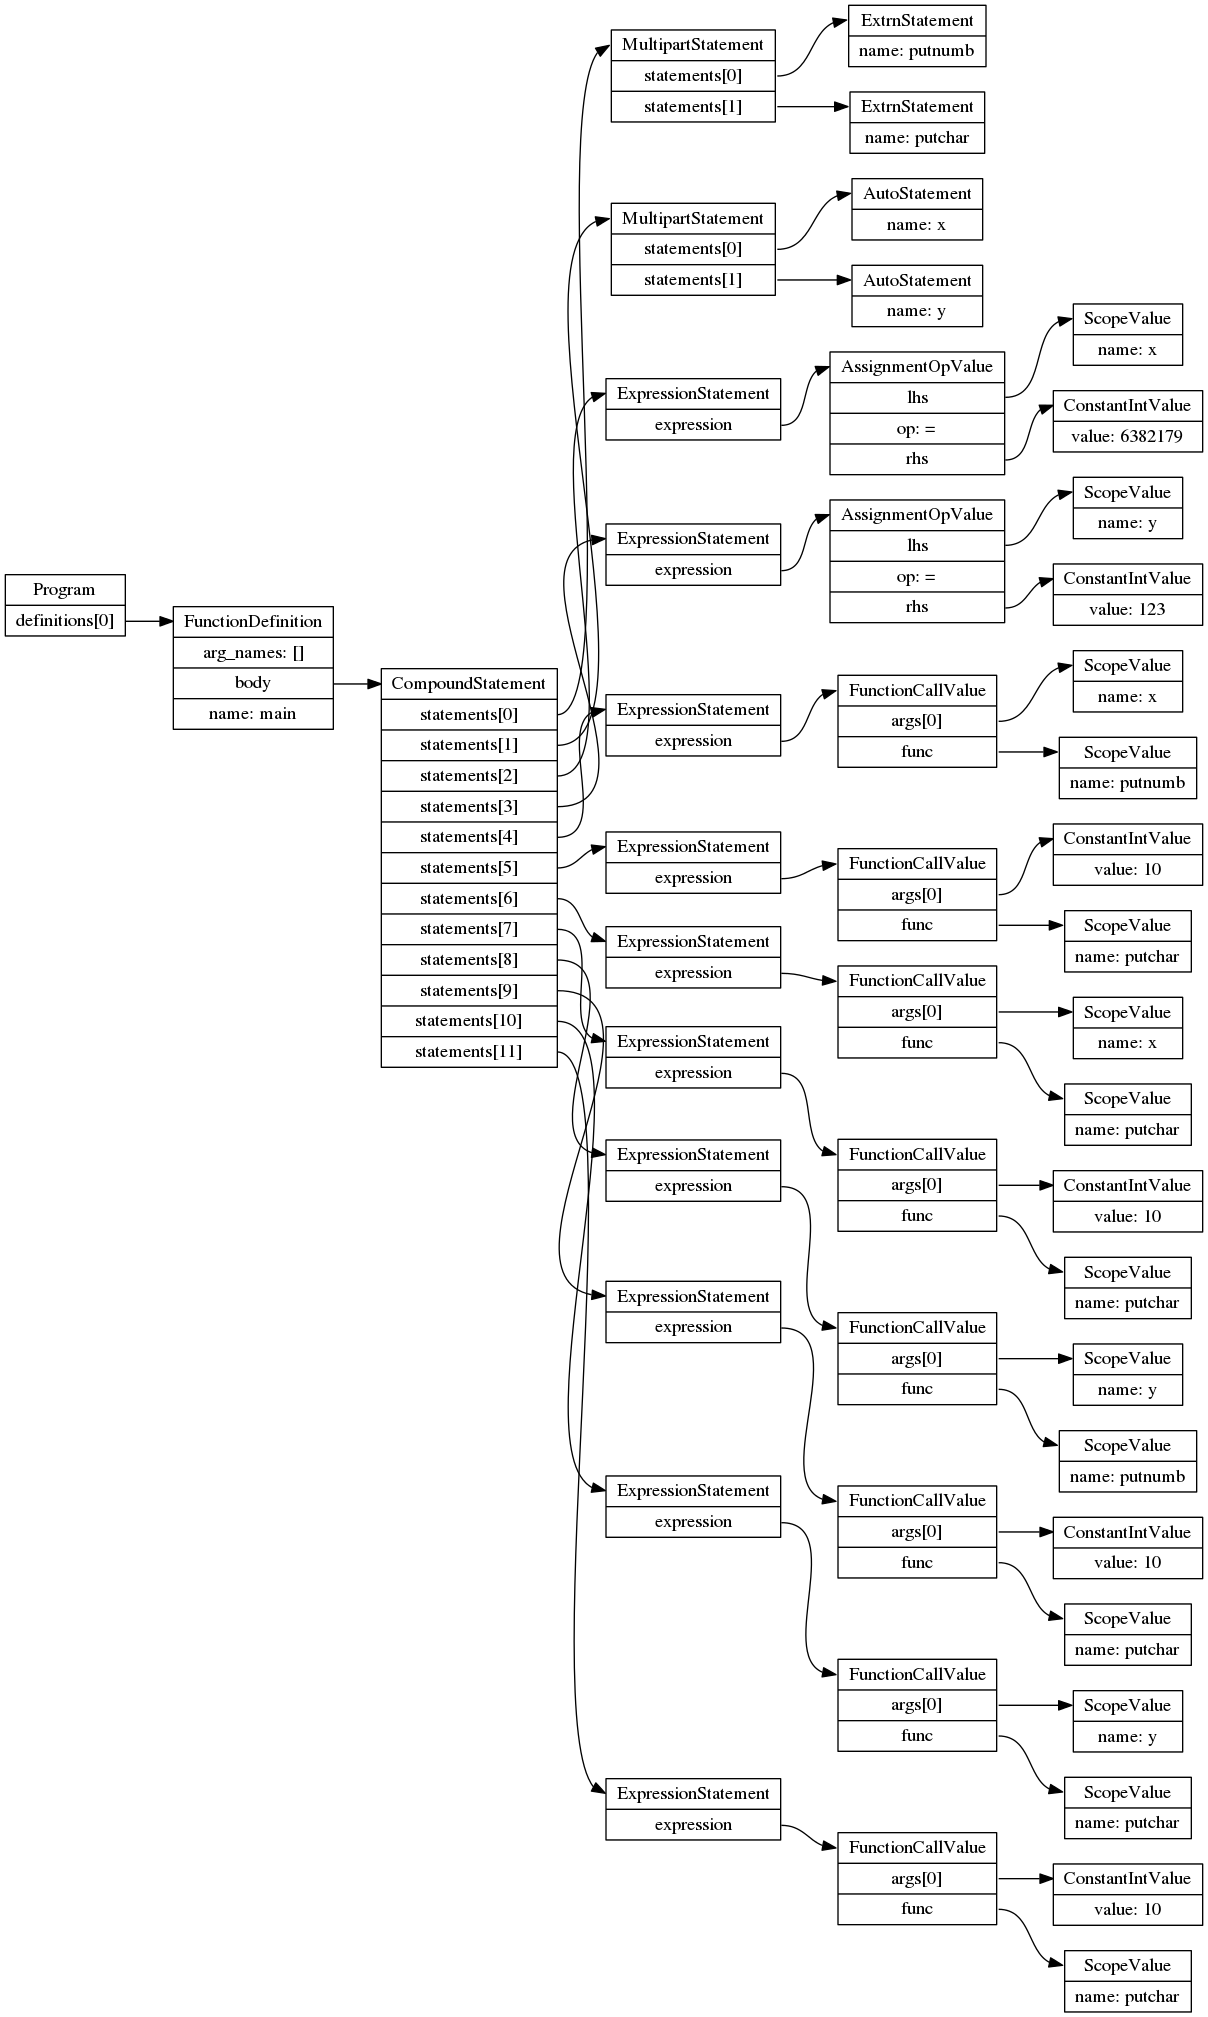 Program
definitions[0]
FunctionDefinition
arg_names: []
body
name: main
CompoundStatement
statements[0]
statements[1]
statements[2]
statements[3]
statements[4]
statements[5]
statements[6]
statements[7]
statements[8]
statements[9]
statements[10]
statements[11]
MultipartStatement
statements[0]
statements[1]
ExtrnStatement
name: putnumb
ExtrnStatement
name: putchar
MultipartStatement
statements[0]
statements[1]
AutoStatement
name: x
AutoStatement
name: y
ExpressionStatement
expression
AssignmentOpValue
lhs
op: =
rhs
ScopeValue
name: x
ConstantIntValue
value: 6382179
ExpressionStatement
expression
AssignmentOpValue
lhs
op: =
rhs
ScopeValue
name: y
ConstantIntValue
value: 123
ExpressionStatement
expression
FunctionCallValue
args[0]
func
ScopeValue
name: x
ScopeValue
name: putnumb
ExpressionStatement
expression
FunctionCallValue
args[0]
func
ConstantIntValue
value: 10
ScopeValue
name: putchar
ExpressionStatement
expression
FunctionCallValue
args[0]
func
ScopeValue
name: x
ScopeValue
name: putchar
ExpressionStatement
expression
FunctionCallValue
args[0]
func
ConstantIntValue
value: 10
ScopeValue
name: putchar
ExpressionStatement
expression
FunctionCallValue
args[0]
func
ScopeValue
name: y
ScopeValue
name: putnumb
ExpressionStatement
expression
FunctionCallValue
args[0]
func
ConstantIntValue
value: 10
ScopeValue
name: putchar
ExpressionStatement
expression
FunctionCallValue
args[0]
func
ScopeValue
name: y
ScopeValue
name: putchar
ExpressionStatement
expression
FunctionCallValue
args[0]
func
ConstantIntValue
value: 10
ScopeValue
name: putchar